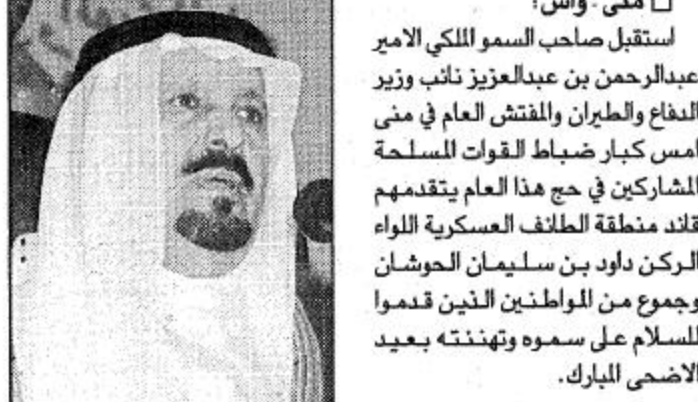 □ منى - واس:
استقبل صاحب السمو الملكي الامير
عبدالرحمن بن عبدالعزيز نائب وزير
الدفاع والطيران والمفتش العام في منى
امس كبار ضباط القوات المسلحة
المشاركين في حج هذا العام يتقدمهم
قائد منطقة الطائف العسكرية اللواء
الركن داود بن سليمان الحوشان
وجموع من المواطنين الذين قدموا
للسلام على سموه وتهنئته بعيد
الاضحى المبارك.